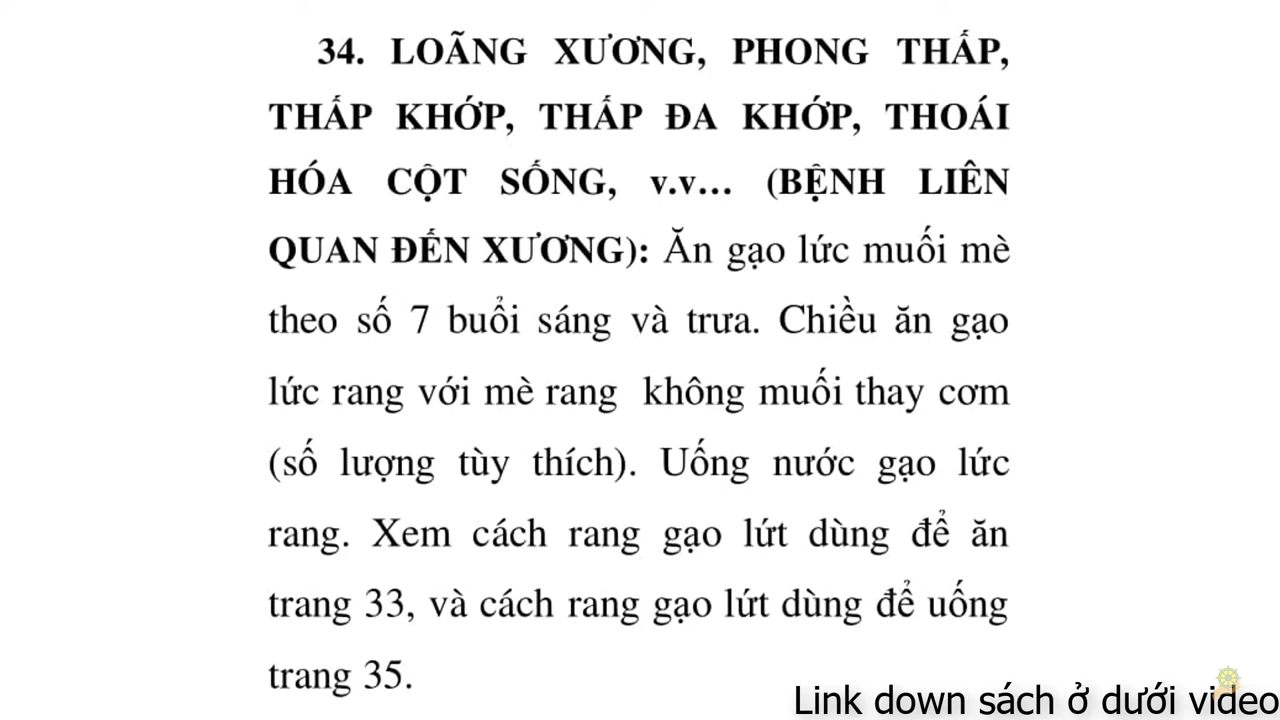 34. LOÃNG XƯƠNG, PHONG THẤP,
THẤP KHỚP, THẤP ĐA KHỚP, THOÁI
HÓA CỘT SỐNG, v.v... (BỆNH LIÊN
QUAN ĐẾN XƯƠNG): Ăn gạo lức muối mè
theo số 7 buổi sáng và trưa. Chiều ăn gạo
lức rang với mè rang không muối thay cơm
(số lượng tùy thích). Uống nước gạo lức
rang. Xem cách rang gạo lứt dùng để ăn
trang 33, và cách rang gạo lứt dùng để uống
trang 35.
Link down sách ở dưới video